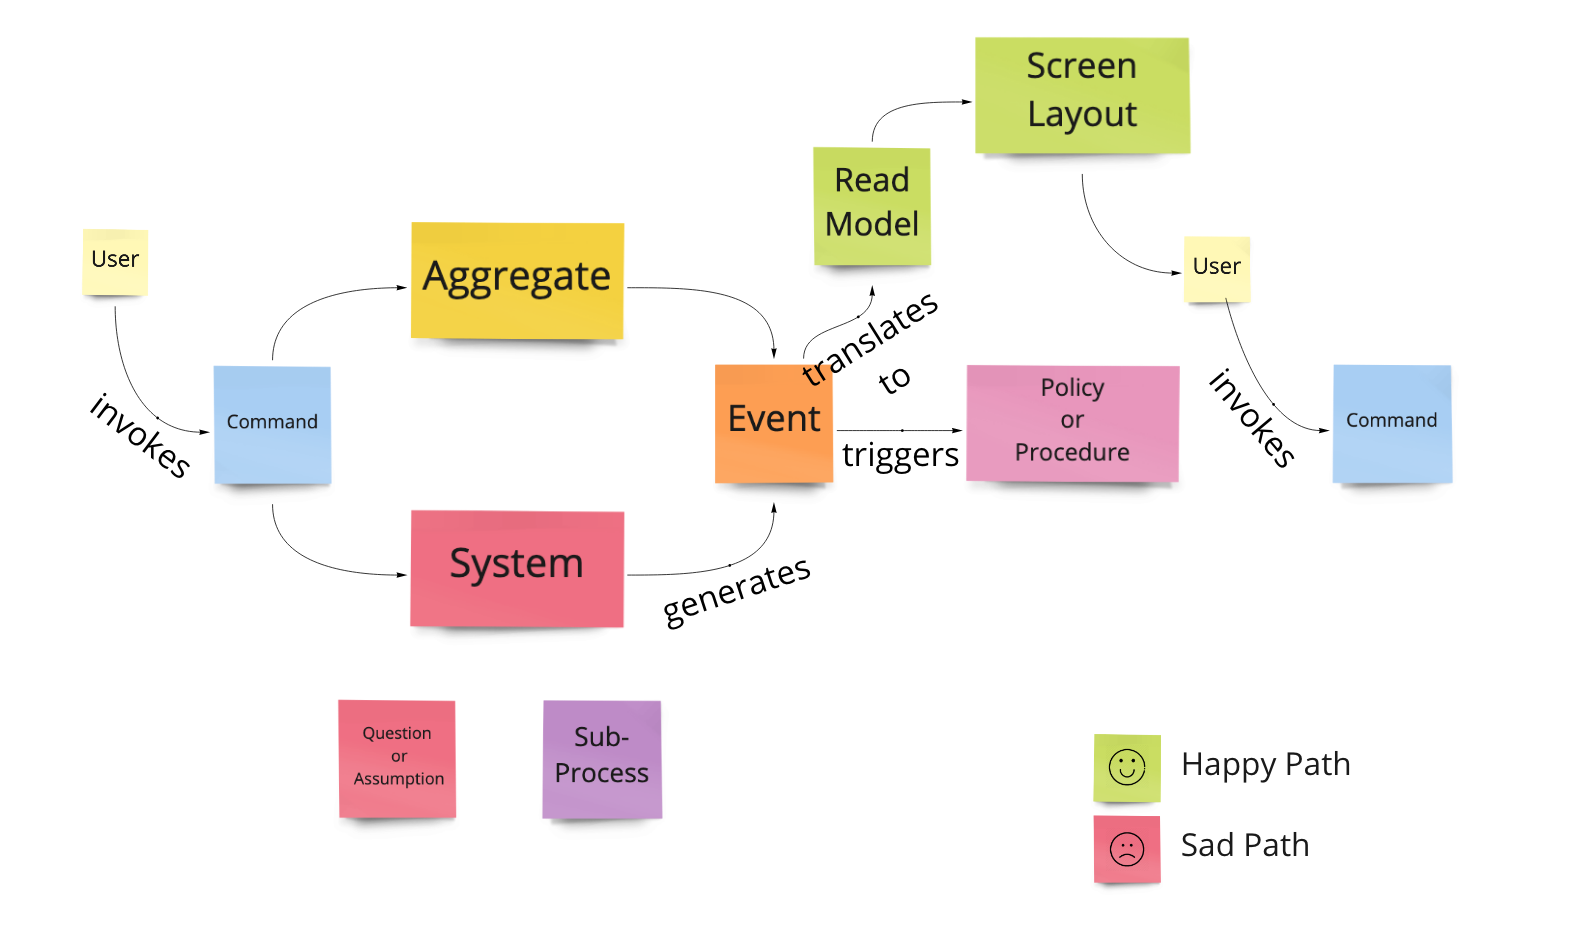 Screen
Layout
Read
Model
User
Aggregate
User
translates
to
invokes
Command
Event
triggers
Policy
or
Procedure
invokes
Command
System
generates
Question
or
Assumption
Sub-
Process
Happy Path
Sad Path